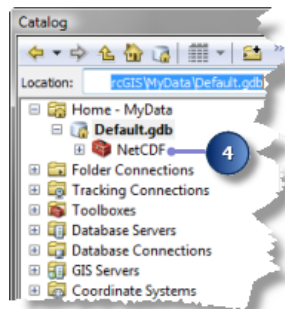 Catalog
Location: rcGIS\MyData\Default.gdb
Home - MyData
Default.gdb
NetCDF
4
Folder Connections
Tracking Connections
Toolboxes
Database Servers
Database Connections
GIS Servers
Coordinate Systems